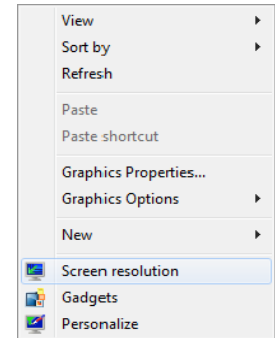 View
Sort by
Refresh
Paste
Paste shortcut
Graphics Properties...
Graphics Options
New
Screen resolution
Gadgets
Personalize